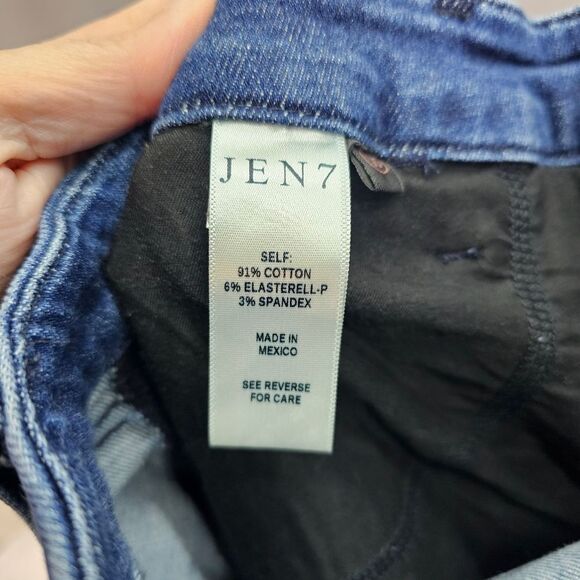 JEN7
SELF:
91% COTTON
6% ELASTERELL-P
3% SPANDEX
MADE IN
MEXICO
SEE REVERSE
FOR CARE